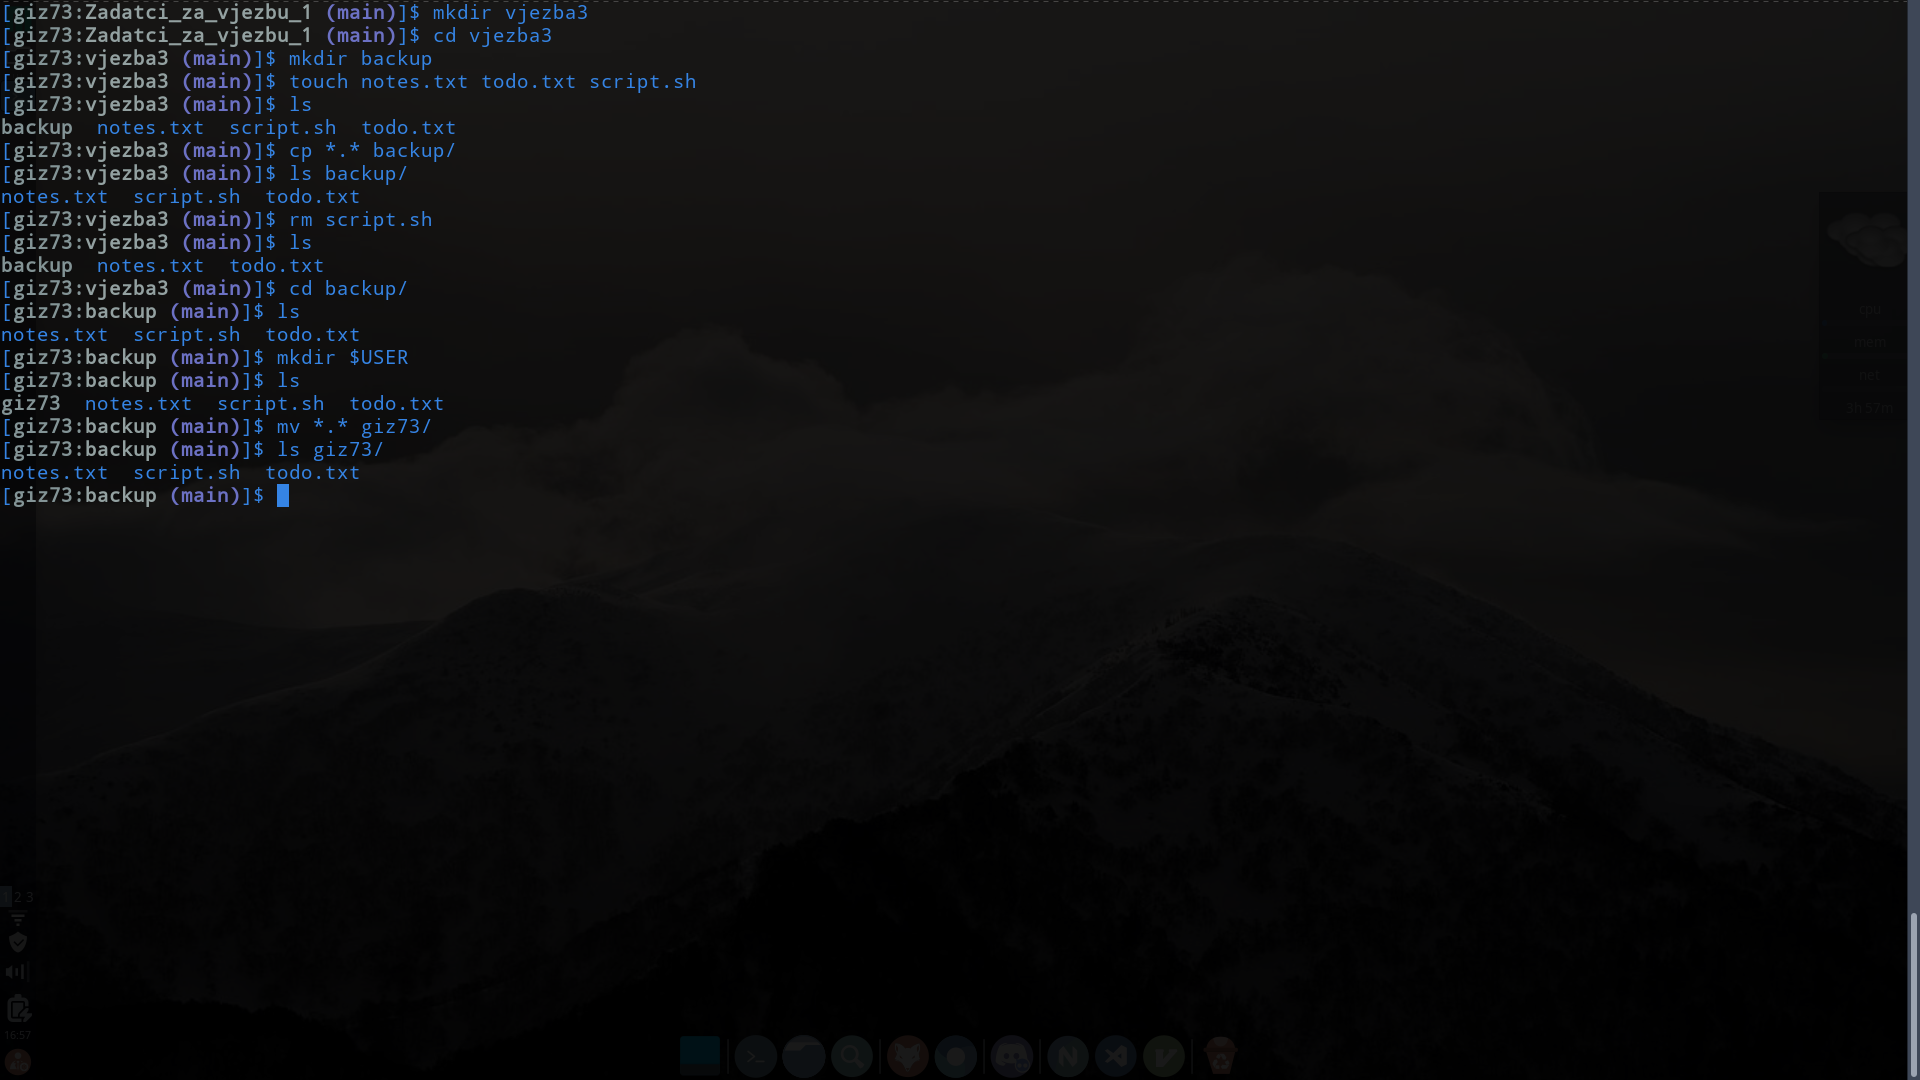 [giz73:Zadatci_za_vjezbu_1 (main)]$ mkdir vjezba3
[giz73:Zadatci_za_vjezbu_1 (main)]$ cd vjezba3
[giz73:vjezba3 (main)]$ mkdir backup
[giz73:vjezba3 (main)]$ touch notes.txt todo.txt script.sh
[giz73:vjezba3 (main)]$ ls
backup  notes.txt  script.sh  todo.txt
[giz73:vjezba3 (main)]$ cp *.* backup/
[giz73:vjezba3 (main)]$ ls backup/
notes.txt  script.sh  todo.txt
[giz73:vjezba3 (main)]$ rm script.sh
[giz73:vjezba3 (main)]$ ls
backup  notes.txt  todo.txt
[giz73:vjezba3 (main)]$ cd backup/
[giz73:backup (main)]$ ls
notes.txt  script.sh  todo.txt
[giz73:backup (main)]$ mkdir $USER
[giz73:backup (main)]$ ls
giz73  notes.txt  script.sh  todo.txt
[giz73:backup (main)]$ mv *.* giz73/
[giz73:backup (main)]$ ls giz73/
notes.txt  script.sh  todo.txt
[giz73:backup (main)]$
cpu
mem
net
3h 57m
1 2 3
16:57